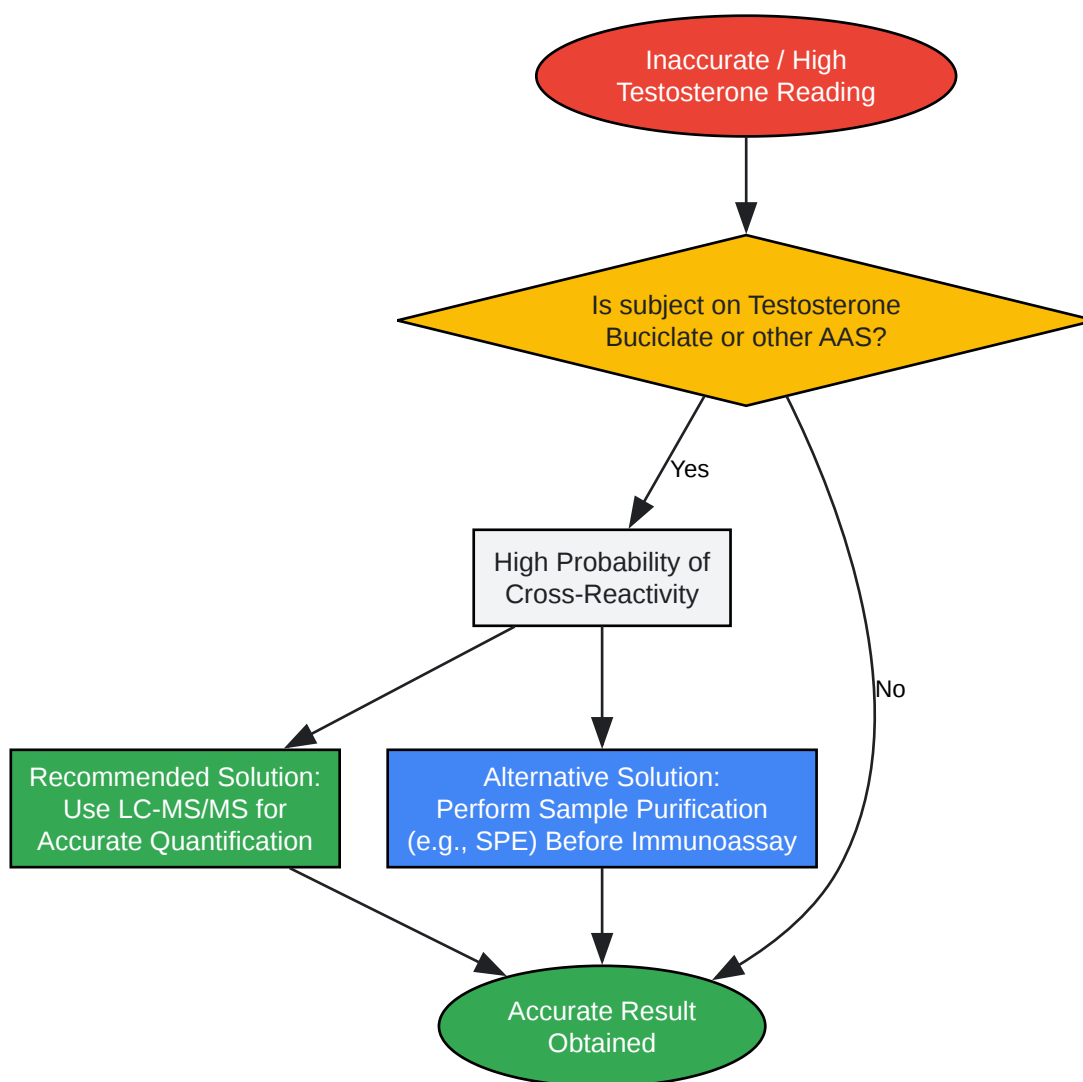 Inaccurate / High
Testosterone Reading
Is subject on Testosterone
Buciclate or other AAS?
Yes
High Probability of
Cross-Reactivity
No
Recommended Solution:
Use LC-MS/MS for
Accurate Quantification
Alternative Solution:
Perform Sample Purification
(e.g., SPE) Before Immunoassay
Accurate Result
Obtained